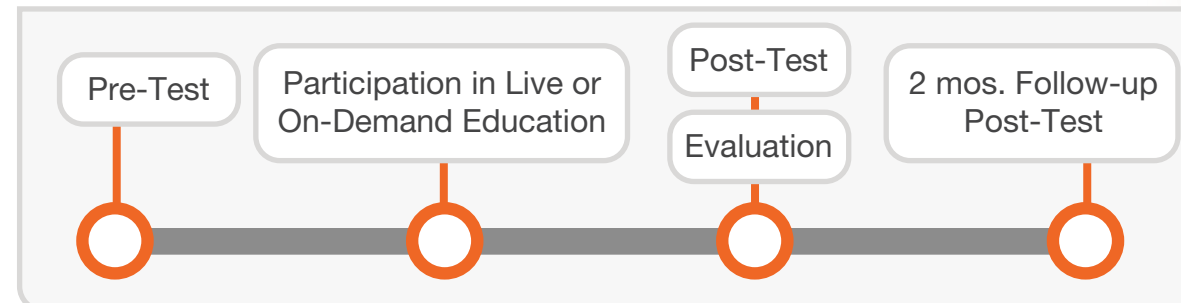 Pre-Test
Participation in Live or
On-Demand Education
Post-Test
Evaluation
2 mos. Follow-up
Post-Test